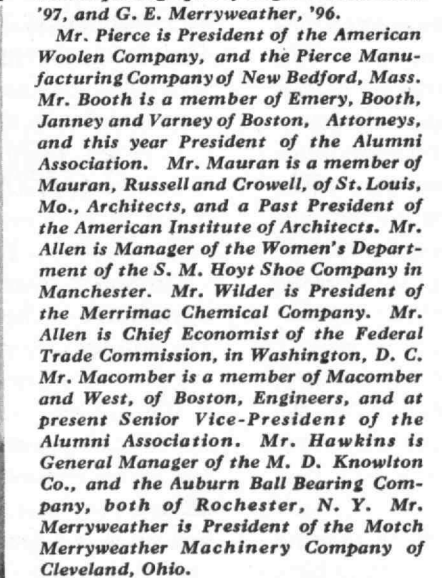 '97, and G. E. Merryweather, '96.
Mr. Pierce is President of the American
Woolen Company, and the Pierce Manu-
facturing Company of New Bedford, Mass.
Mr. Booth is a member of Emery, Booth,
Janney and Varney of Boston, Attorneys,
and this year President of the Alumni
Association. Mr. Mauran is a member of
Mauran, Russell and Crowell, of St. Louis,
Mo., Architects, and a Past President of
the American Institute of Architects. Mr.
Allen is Manager of the Women's Depart-
ment of the S. M. Hoyt Shoe Company in
Manchester. Mr. Wilder is President of
the Merrimac Chemical Company. Mr.
Allen is Chief Economist of the Federal
Trade Commission, in Washington, D. C.
Mr. Macomber is a member of Macomber
and West, of Boston, Engineers, and at
present Senior Vice-President of the
Alumni Association. Mr. Hawkins is
General Manager of the M. D. Knowlton
Co., and the Auburn Ball Bearing Com-
pany, both of Rochester, N. Y. Mr.
Merryweather is President of the Motch
Merryweather Machinery Company of
Cleveland, Ohio.